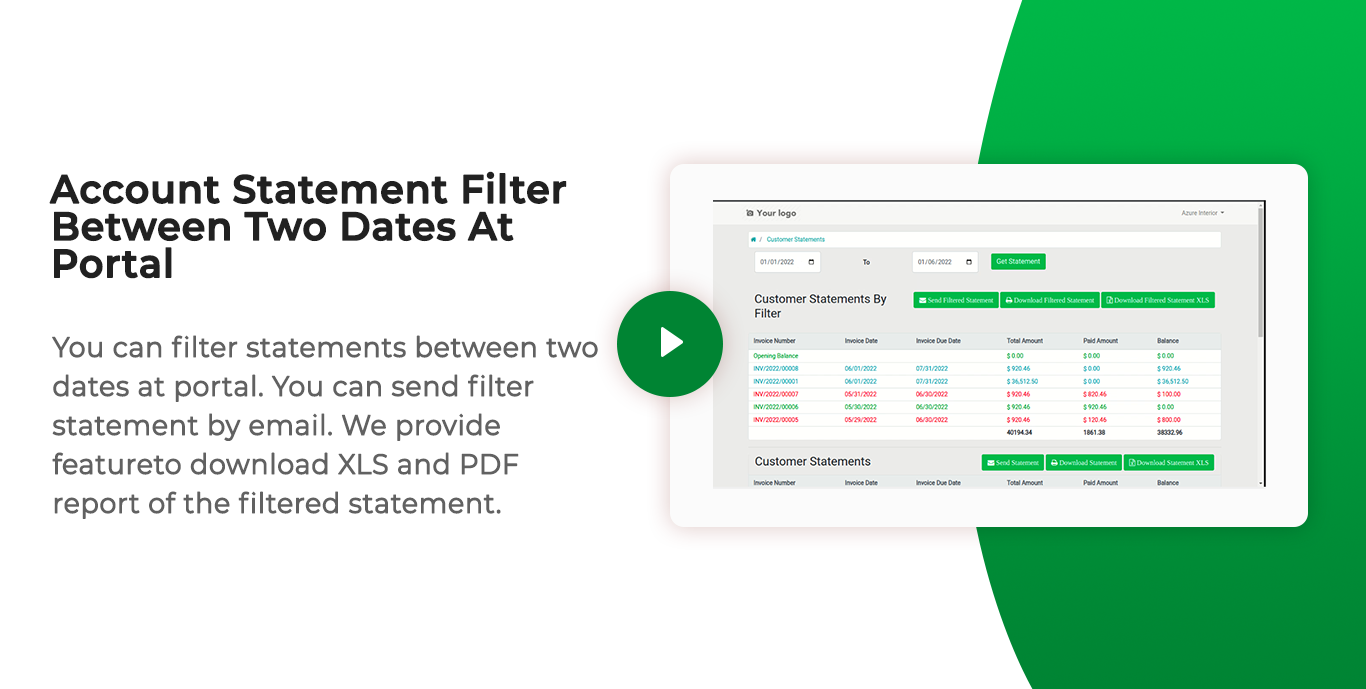 Account Statement Filter
Between Two Dates At
Portal
You can filter statements between two
dates at portal. You can send filter
statement by email. We provide
featureto download XLS and PDF
report of the filtered statement.
Your logo
Azure Interior
/ Customer Statements
01/01/2022 To 01/06/2022 Get Statement
Customer Statements By
Filter
Send Filtered Statement Download Filtered Statement Download Filtered Statement XLS
Invoice Number Invoice Date Invoice Due Date Total Amount Paid Amount Balance
Opening Balance $ 0.00 $ 0.00 $ 0.00
INV/2022/00008 06/01/2022 07/31/2022 $ 920.46 $ 0.00 $ 920.46
INV/2022/00001 06/01/2022 07/31/2022 $ 36,512.50 $ 0.00 $ 36,512.50
INV/2022/00007 05/31/2022 06/30/2022 $ 920.46 $ 820.46 $ 100.00
INV/2022/00006 05/30/2022 06/30/2022 $ 920.46 $ 920.46 $ 0.00
INV/2022/00005 05/29/2022 06/30/2022 $ 920.46 $ 120.46 $ 800.00
40194.34 1861.38 38332.96
Customer Statements Send Statement Download Statement Download Statement XLS
Invoice Number Invoice Date Invoice Due Date Total Amount Paid Amount Balance